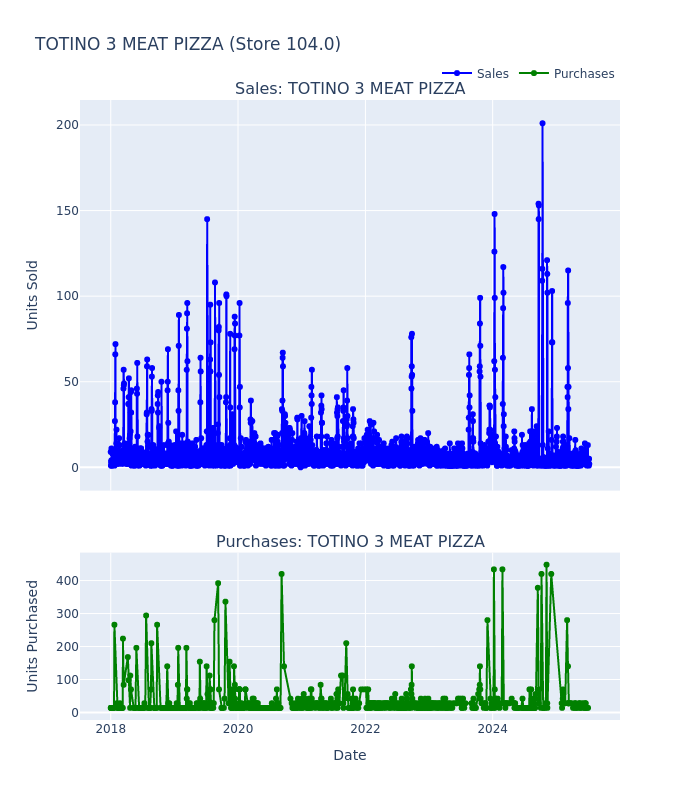 TOTINO 3 MEAT PIZZA (Store 104.0)
Sales
Purchases
Sales: TOTINO 3 MEAT PIZZA
200
150
100
50
0
Units Sold
Purchases: TOTINO 3 MEAT PIZZA
400
300
200
100
0
Units Purchased
2018
2020
2022
2024
Date